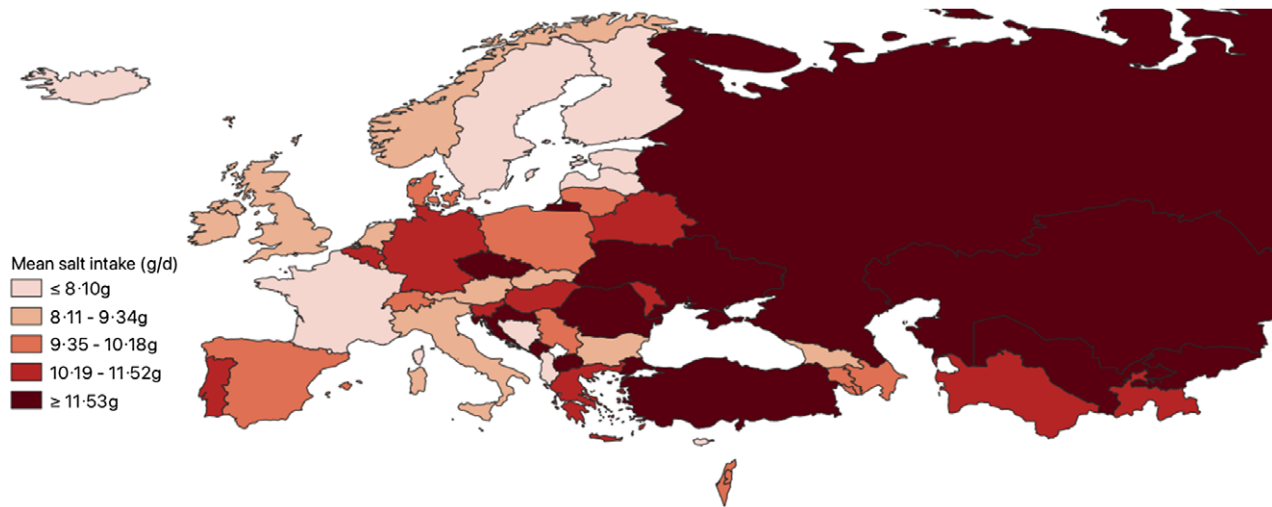 Mean salt intake (g/d)
≤ 8·10g
8·11 - 9·34g
9·35 - 10·18g
10·19 - 11·52g
≥ 11·53g